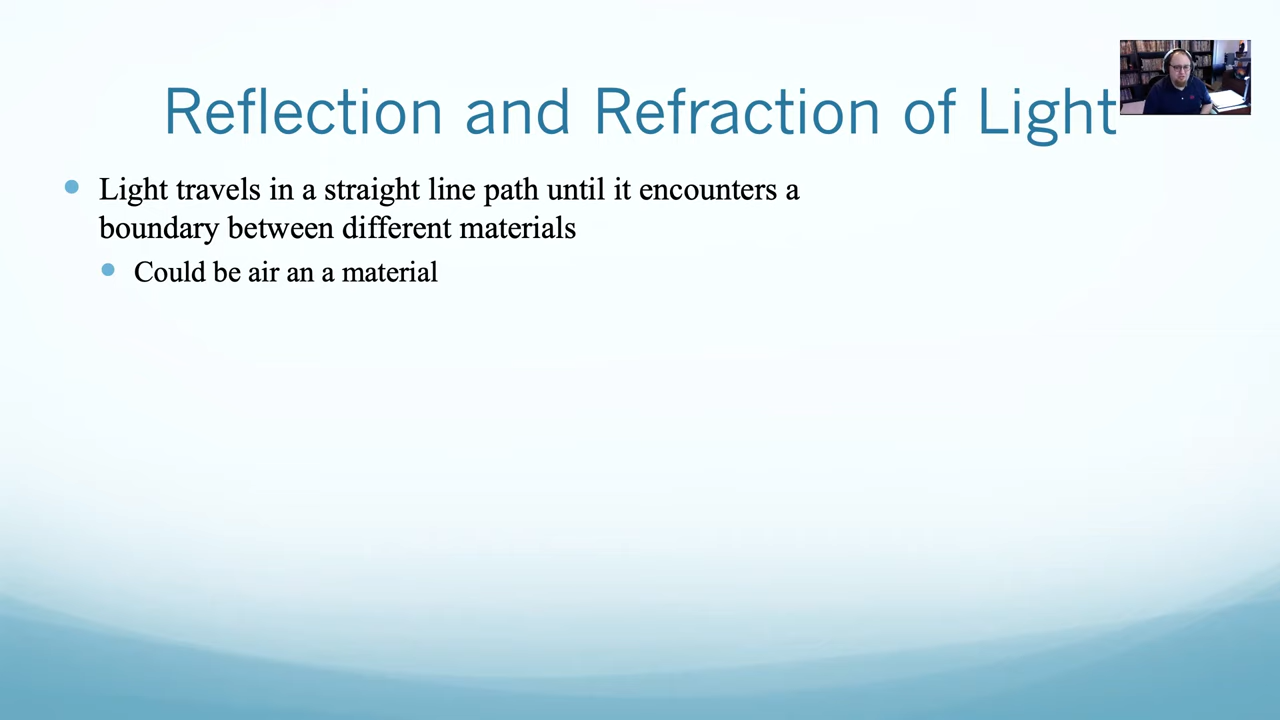 Reflection and Refraction of Light
Light travels in a straight line path until it encounters a
boundary between different materials
Could be air an a material